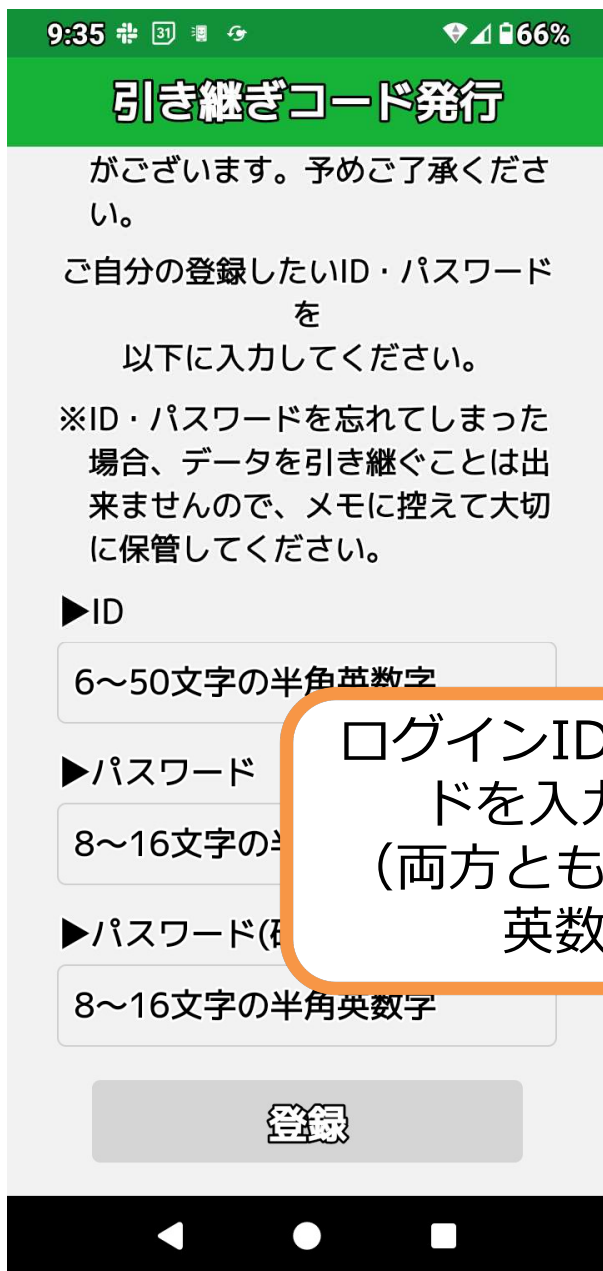 9:35 31 66%
引き継ぎコード発行
がございます。予めご了承くださ
い。
ご自分の登録したいID・パスワード
を
以下に入力してください。
※ID・パスワードを忘れてしまった
場合、データを引き継ぐことは出
来ませんので、メモに控えて大切
に保管してください。
▶ID
6〜50文字の半角英数字
▶パスワード
8〜16文字の
▶パスワード(
8〜16文字の半角英数字
ログインID
ドを入
(両方とも
英数
登録